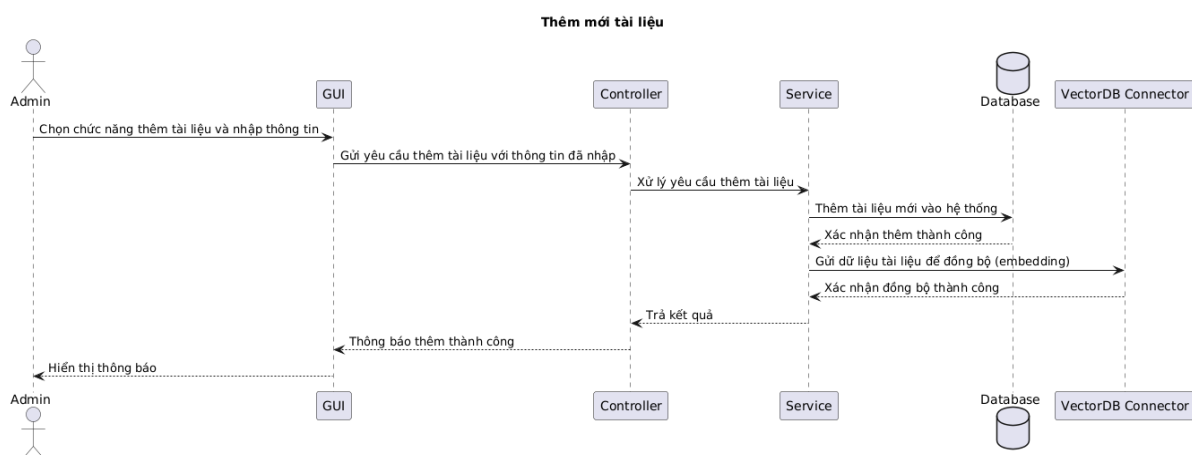 Thêm mới tài liệu
Admin
GUI
Controller
Service
Database
VectorDB Connector
Chọn chức năng thêm tài liệu và nhập thông tin
Gửi yêu cầu thêm tài liệu với thông tin đã nhập
Xử lý yêu cầu thêm tài liệu
Thêm tài liệu mới vào hệ thống
Xác nhận thêm thành công
Gửi dữ liệu tài liệu để đồng bộ (embedding)
Xác nhận đồng bộ thành công
Trả kết quả
Thông báo thêm thành công
Hiển thị thông báo
Admin
GUI
Controller
Service
Database
VectorDB Connector